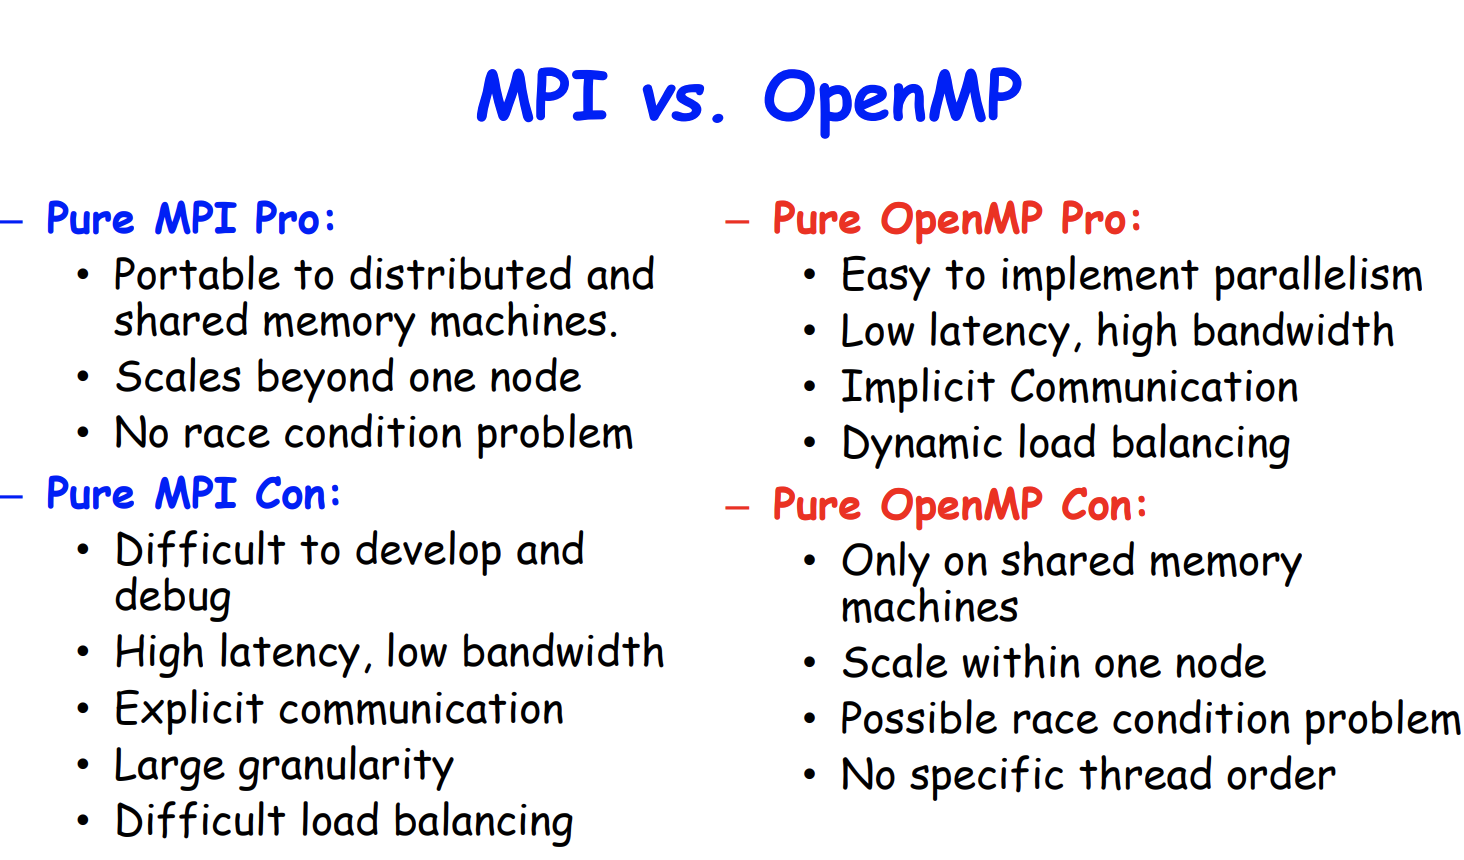 MPI vs. OpenMP
– Pure MPI Pro:
• Portable to distributed and
shared memory machines.
• Scales beyond one node
• No race condition problem
– Pure MPI Con:
• Difficult to develop and
debug
• High latency, low bandwidth
• Explicit communication
• Large granularity
• Difficult load balancing
– Pure OpenMP Pro:
• Easy to implement parallelism
• Low latency, high bandwidth
• Implicit Communication
• Dynamic load balancing
– Pure OpenMP Con:
• Only on shared memory
machines
• Scale within one node
• Possible race condition problem
• No specific thread order